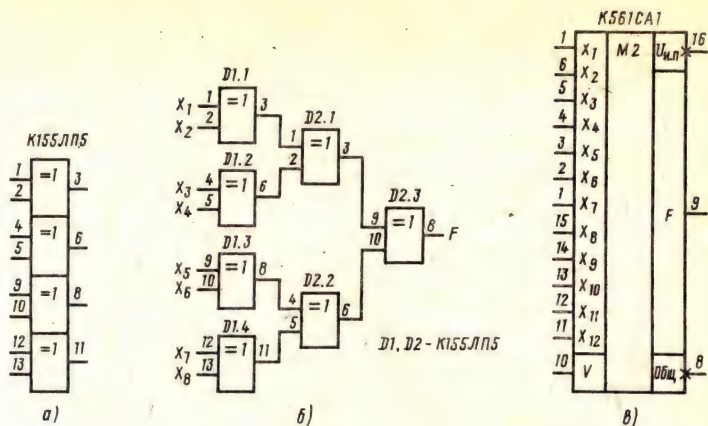 К155ЛП5
1 =1 3
2
4 =1 6
5
9 =1 8
10
12 =1 11
13
а)
D1.1
X1 1 =1 3
X2 2
D1.2
X3 4 =1 6
X4 5
D1.3
X5 9 =1 8
X6 10
D1.4
X7 12 =1 11
X8 13
D2.1
1 =1 3
2
D2.2
4 =1 6
5
D2.3
9 =1 8 F
10
D1, D2 - К155ЛП5
б)
К561СА1
1 X1 M2 Uи.п 16
6 X2
5 X3
4 X4
3 X5
2 X6
1 X7 F 9
15 X8
14 X9
13 X10
12 X11
11 X12
10 V Общ 8
в)